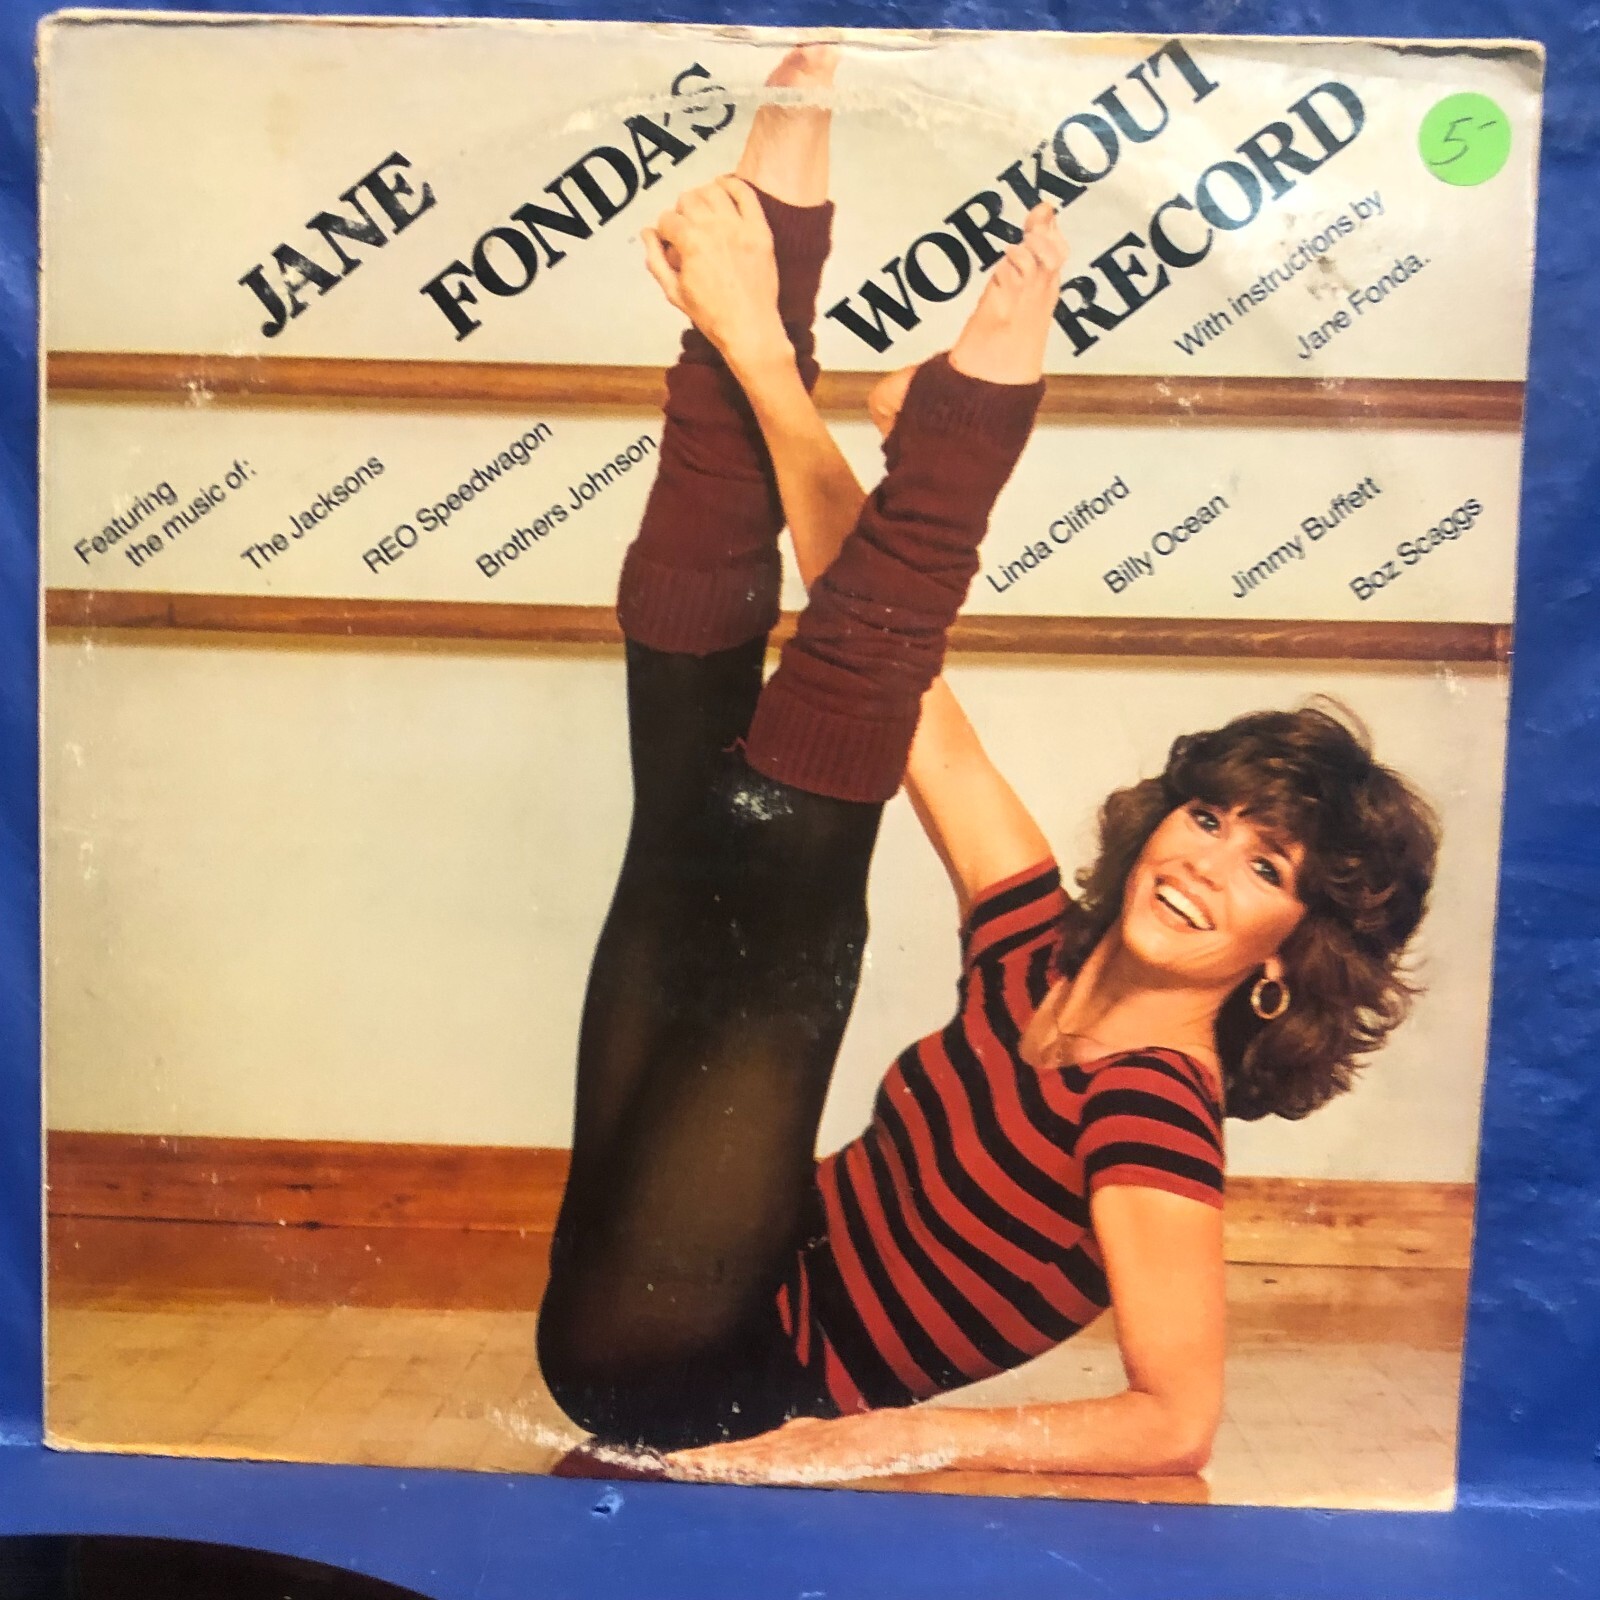 JANE
FONDA'S
WORKOUT
RECORD
5-
With instructions by
Jane Fonda.
Featuring
the music of:
The Jacksons
REO Speedwagon
Brothers Johnson
Linda Clifford
Billy Ocean
Jimmy Buffett
Boz Scaggs